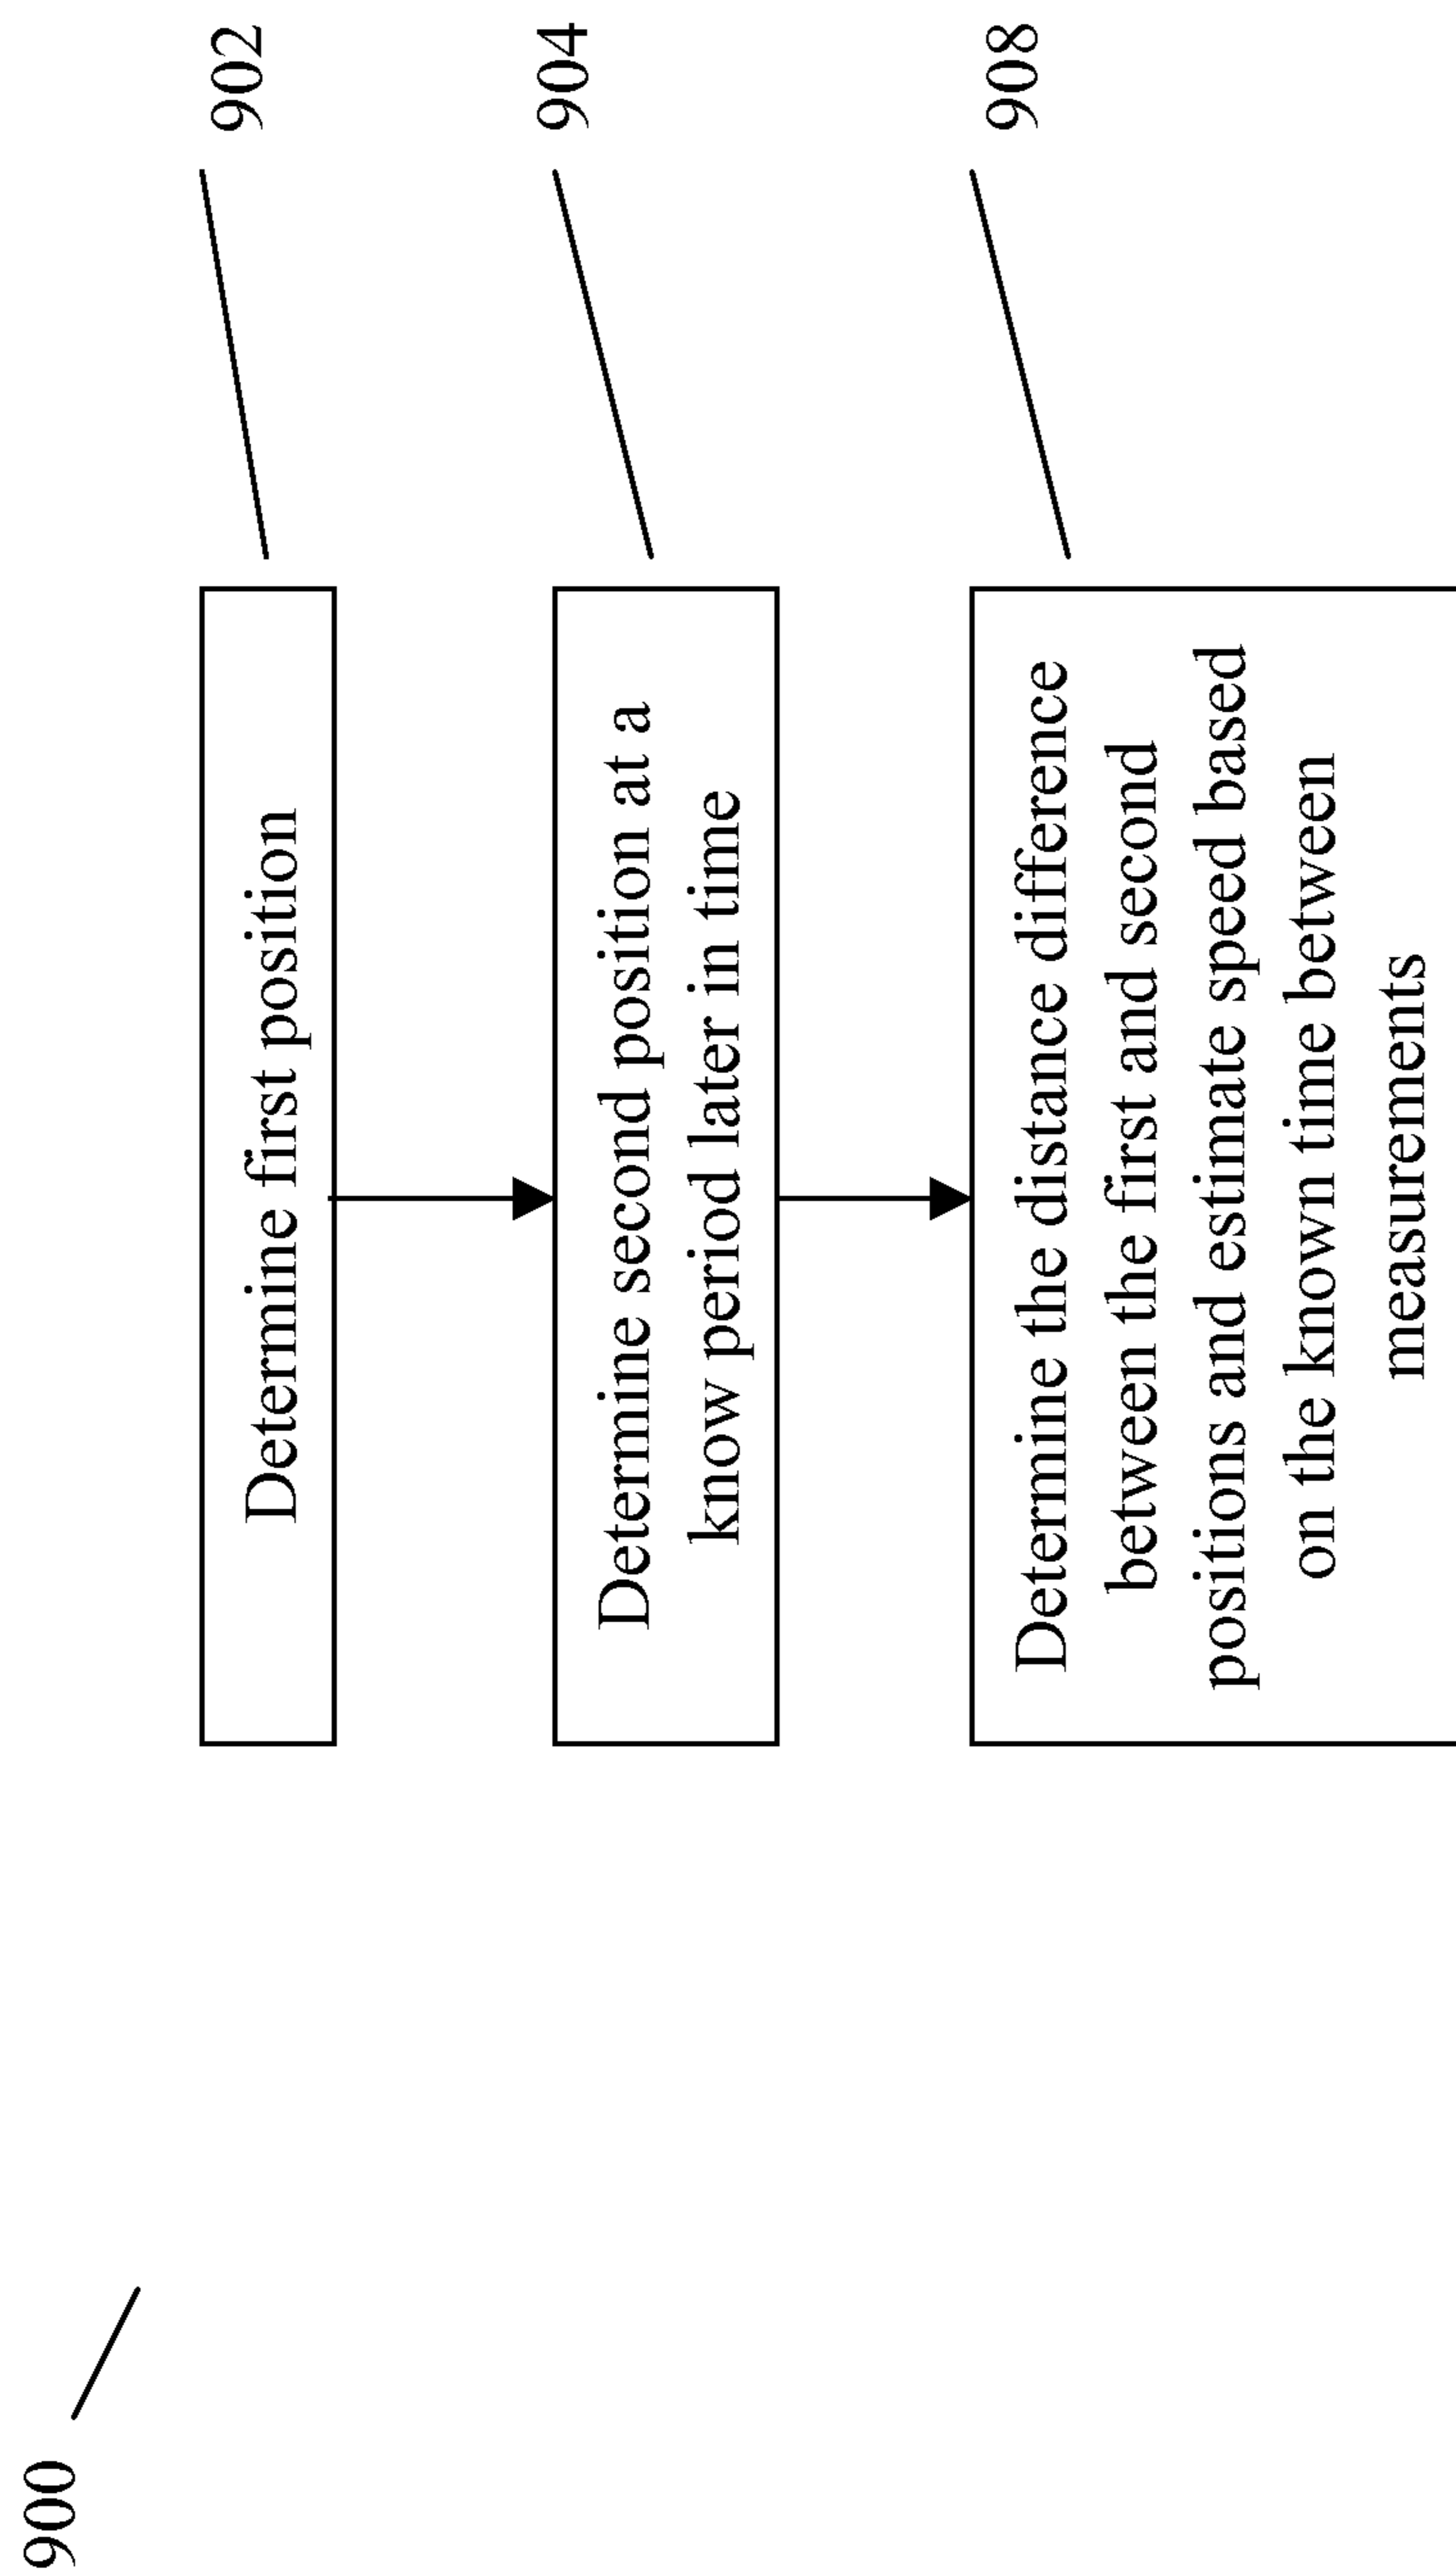 900
902
Determine first position
904
Determine second position at a
know period later in time
908
Determine the distance difference
between the first and second
positions and estimate speed based
on the known time between
measurements